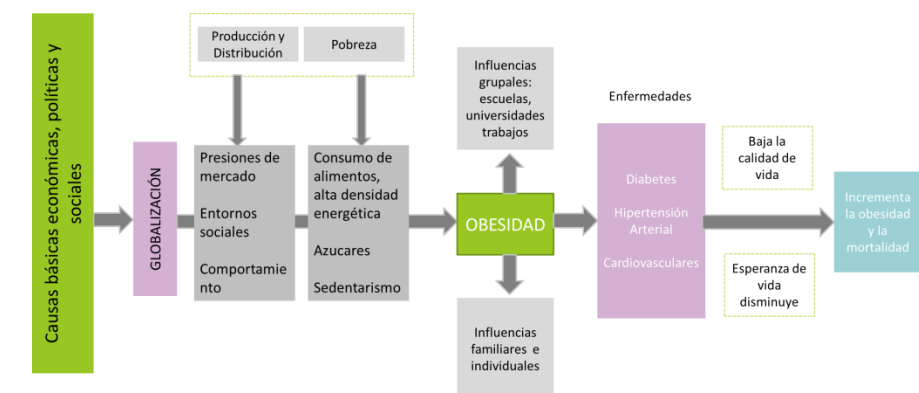 Causas básicas económicas, políticas y
sociales
GLOBALIZACIÓN
Producción y
Distribución
Pobreza
Presiones de
mercado
Entornos
sociales
Comportamie
nto
Consumo de
alimentos,
alta densidad
energética
Azucares
Sedentarismo
Influencias
grupales:
escuelas,
universidades
trabajos
OBESIDAD
Influencias
familiares e
individuales
Enfermedades
Diabetes
Hipertensión
Arterial
Cardiovasculares
Baja la
calidad de
vida
Esperanza de
vida
disminuye
Incrementa
la obesidad
y la
mortalidad